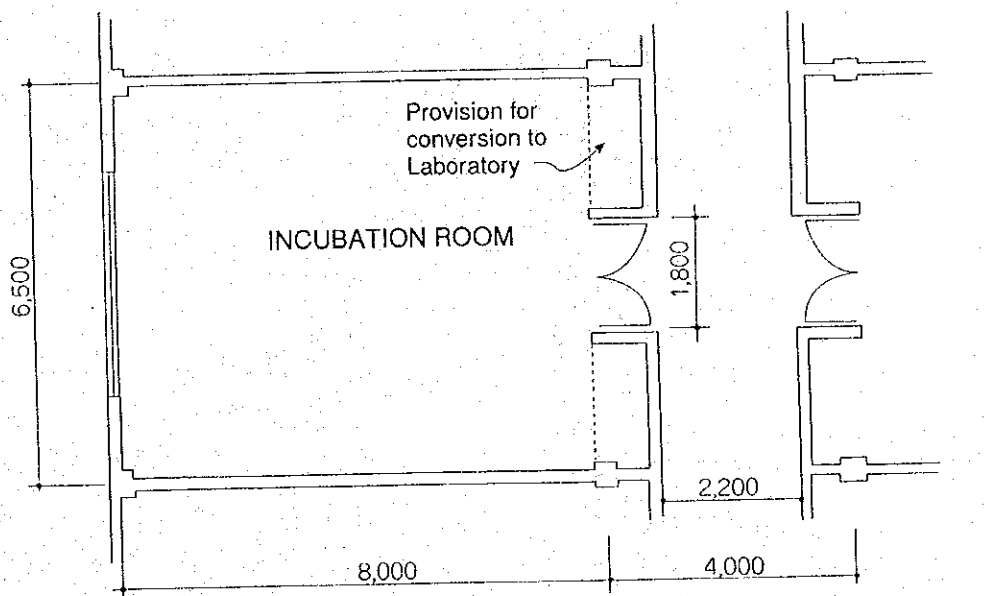 Provision for
conversion to
Laboratory
INCUBATION ROOM
6,500
1,800
2,200
8,000
4,000